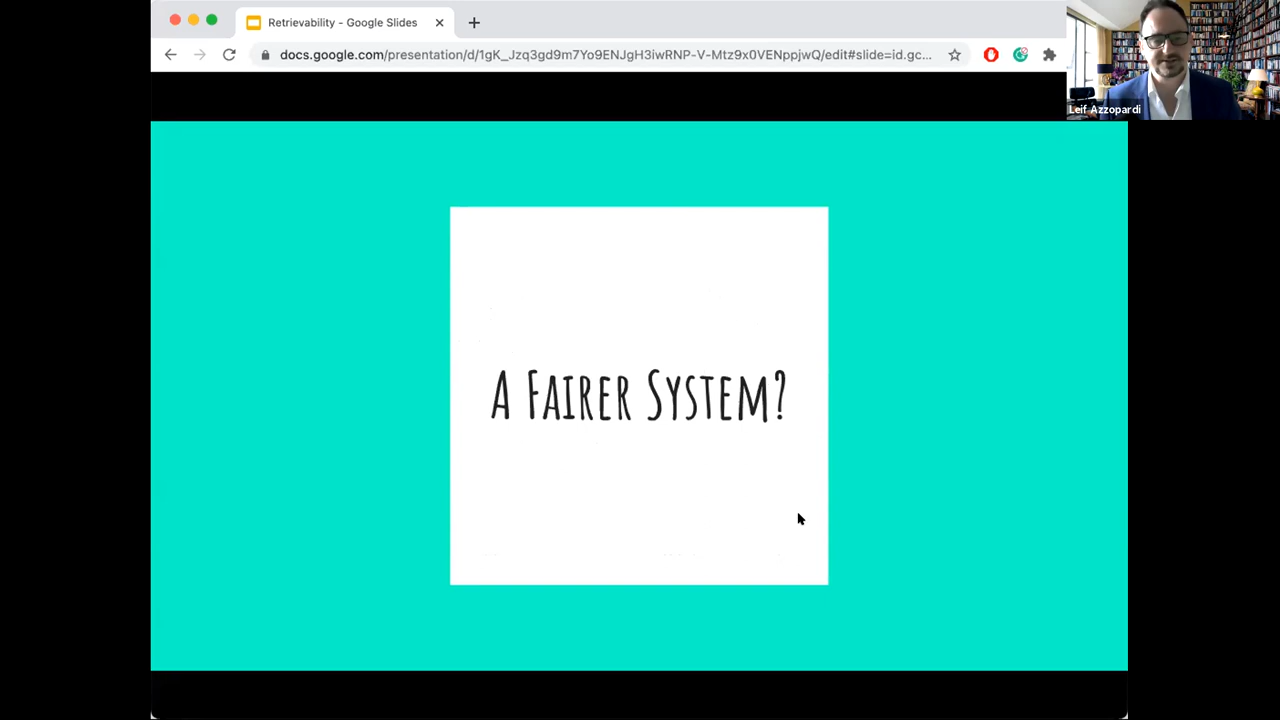 Retrievability - Google Slides
docs.google.com/presentation/d/1gK_Jzq3gd9m7Yo9ENJgH3iwRNP-V-Mtz9x0VENppjwQ/edit#slide=id.gc...
Leif Azzopardi
A FAIRER SYSTEM?